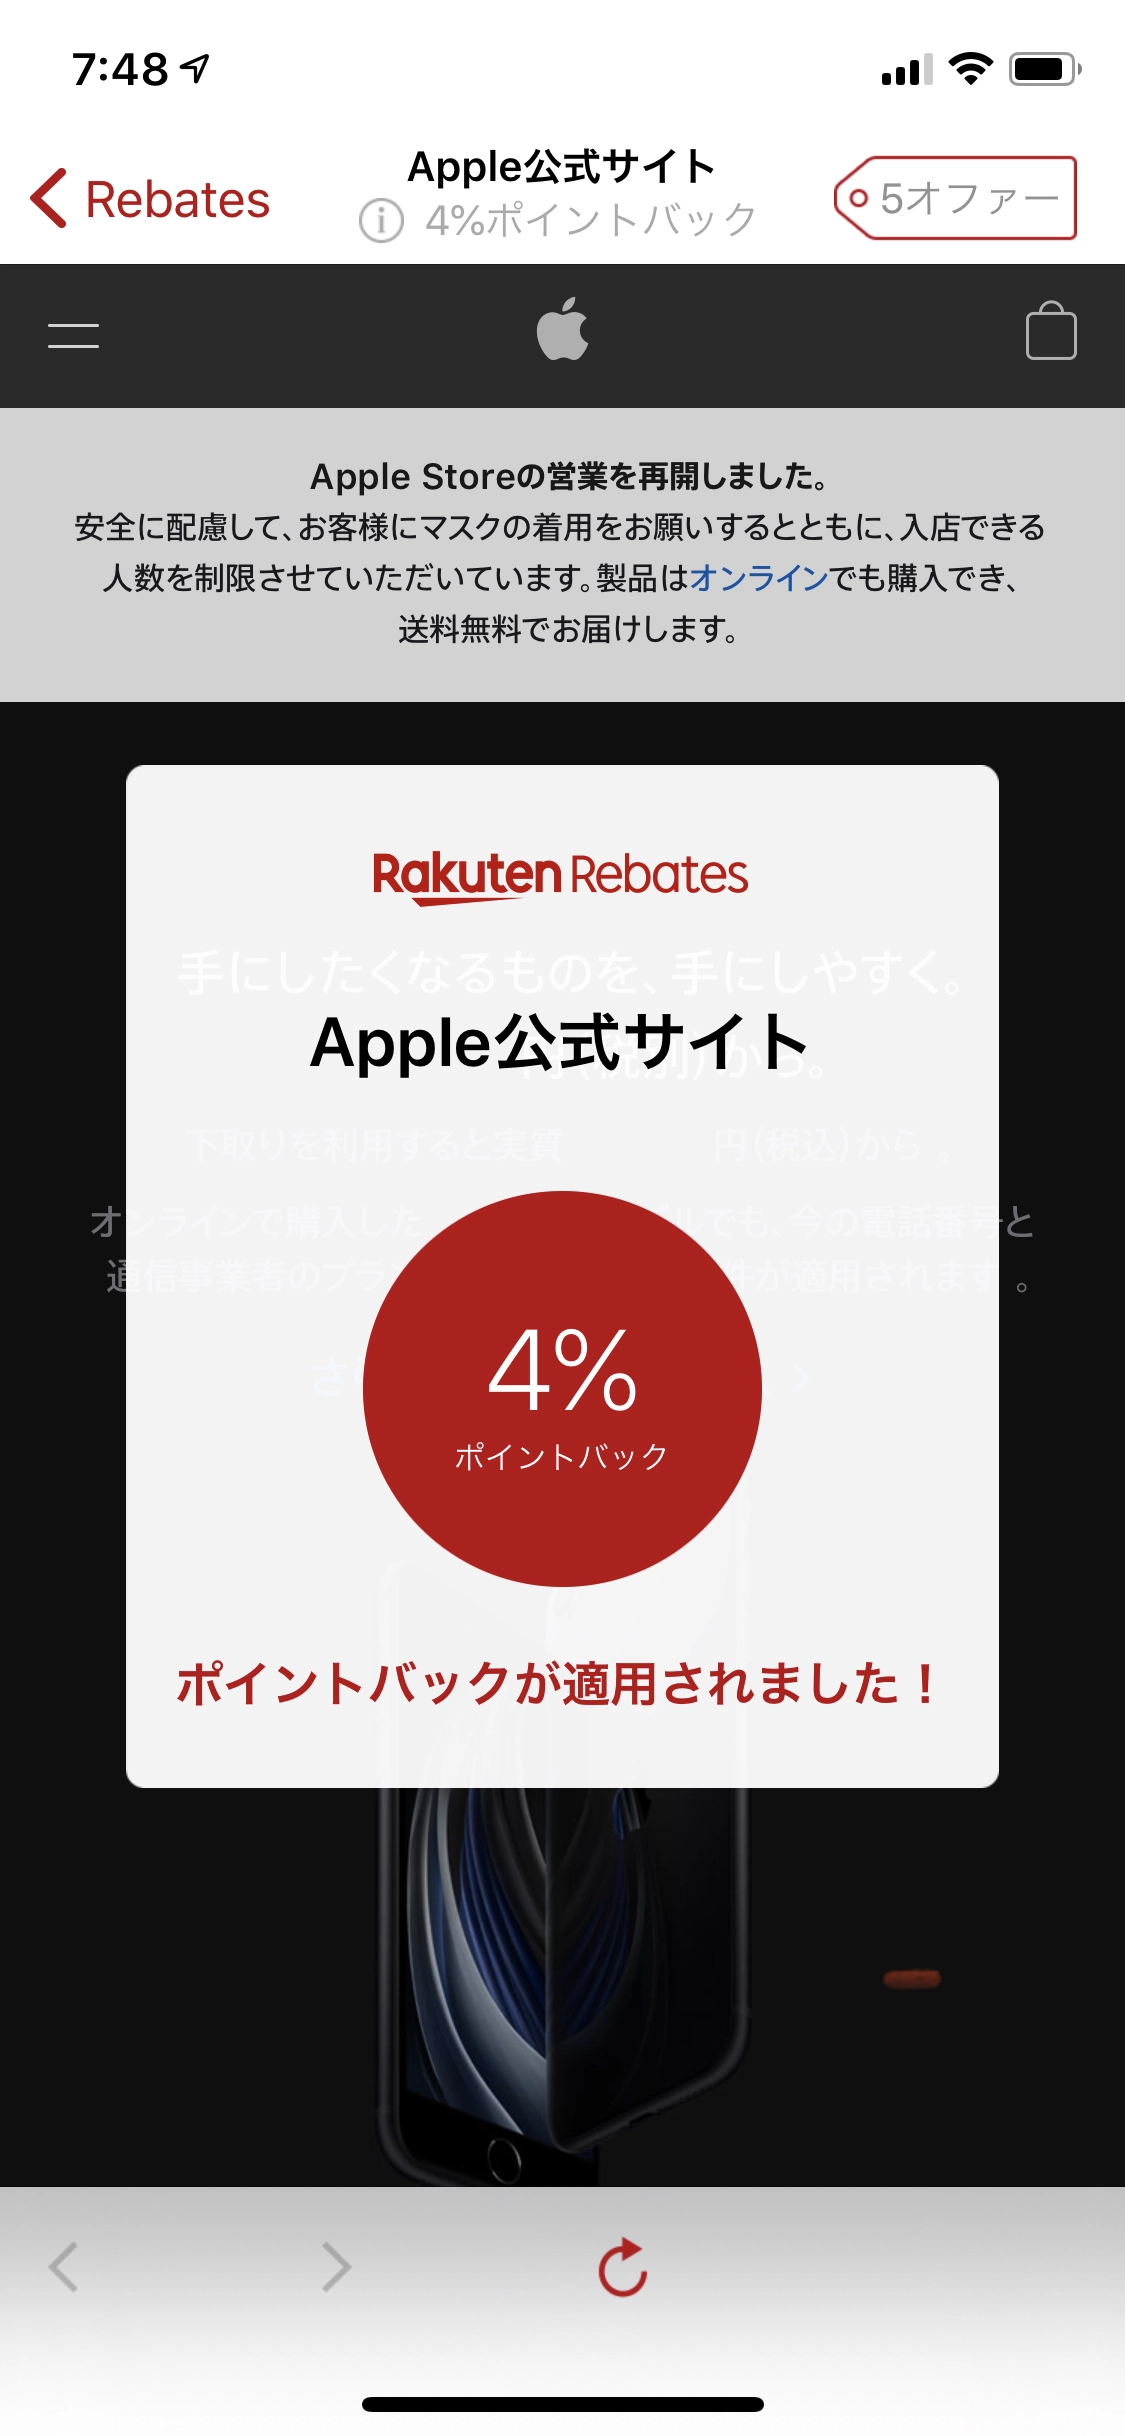 7:48
Rebates
Apple公式サイト
4%ポイントバック
5オファー
Apple Storeの営業を再開しました。
安全に配慮して、お客様にマスクの着用をお願いするとともに、入店できる
人数を制限させていただいています。製品はオンラインでも購入でき、
送料無料でお届けします。
Rakuten Rebates
手にしたくなるものを、手にしやすく。
Apple公式サイト
円(税別)から。
下取りを利用すると実質 円(税込)から 。
オンラインで購入した ルでも、今の電話番号と
通信事業者のプラ 件が適用されます 。
4%
ポイントバック
ポイントバックが適用されました！